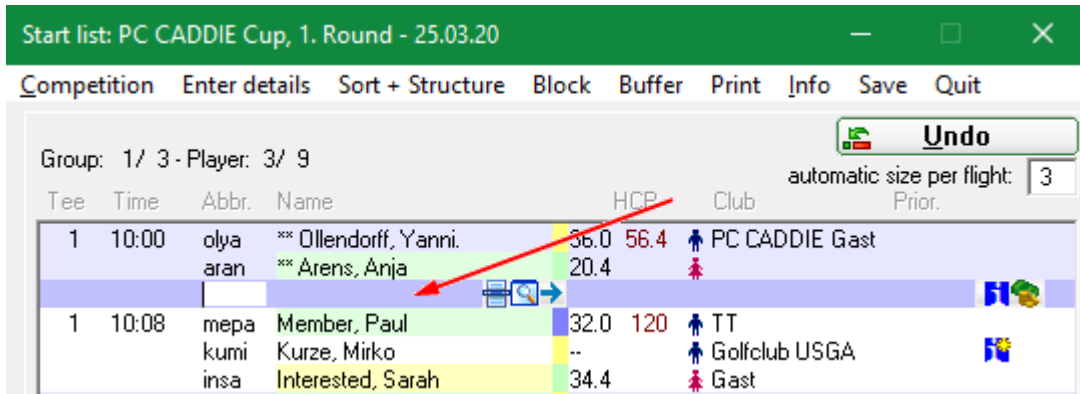 Start list: PC CADDIE Cup, 1. Round - 25.03.20
Competition Enter details Sort + Structure Block Buffer Print Info Save Quit
Undo
Group: 1/ 3 - Player: 3/ 9
automatic size per flight: 3
Tee Time Abbr. Name HCP Club Prior.
1 10:00 olya ** Ollendorff, Yanni. 36.0 56.4 PC CADDIE Gast
aran ** Arens, Anja 20.4
1 10:08 mepa Member, Paul 32.0 120 TT
kumi Kurze, Mirko -- Golfclub USGA
insa Interested, Sarah 34.4 Gast